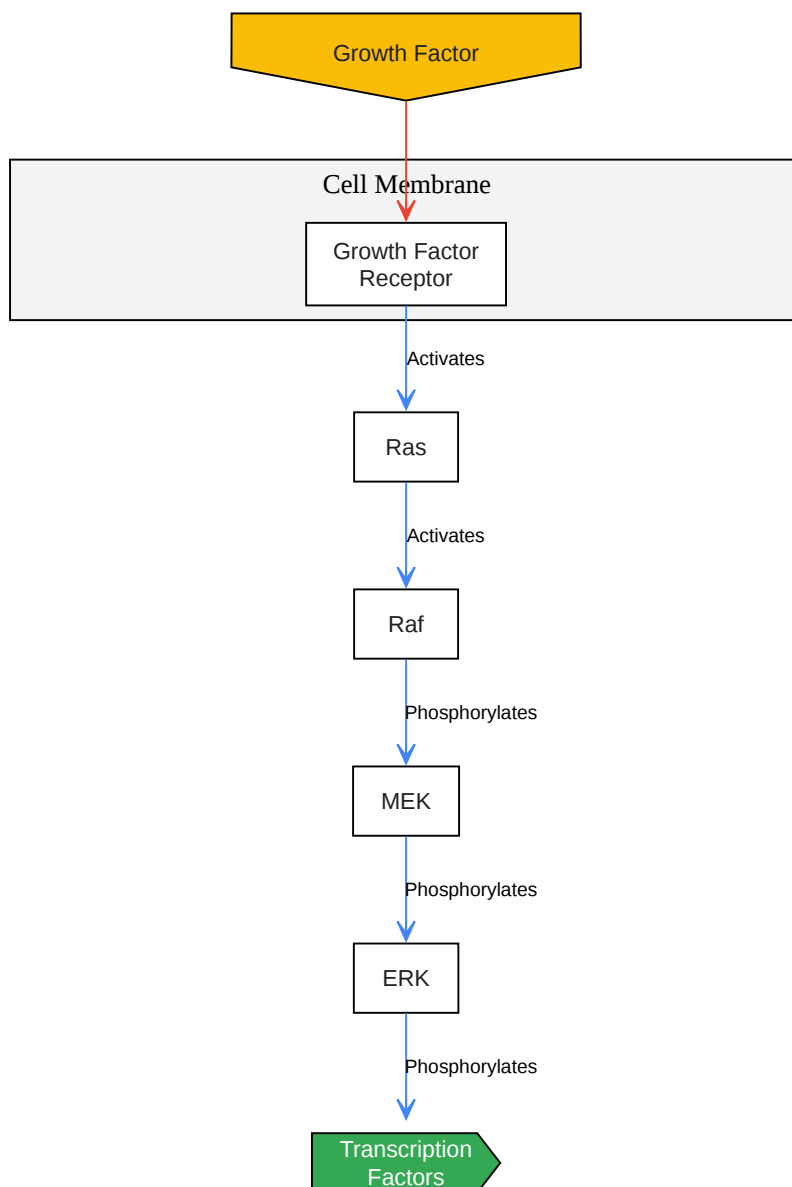 Growth Factor
Cell Membrane
Growth Factor
Receptor
Activates
Ras
Activates
Raf
Phosphorylates
MEK
Phosphorylates
ERK
Phosphorylates
Transcription
Factors